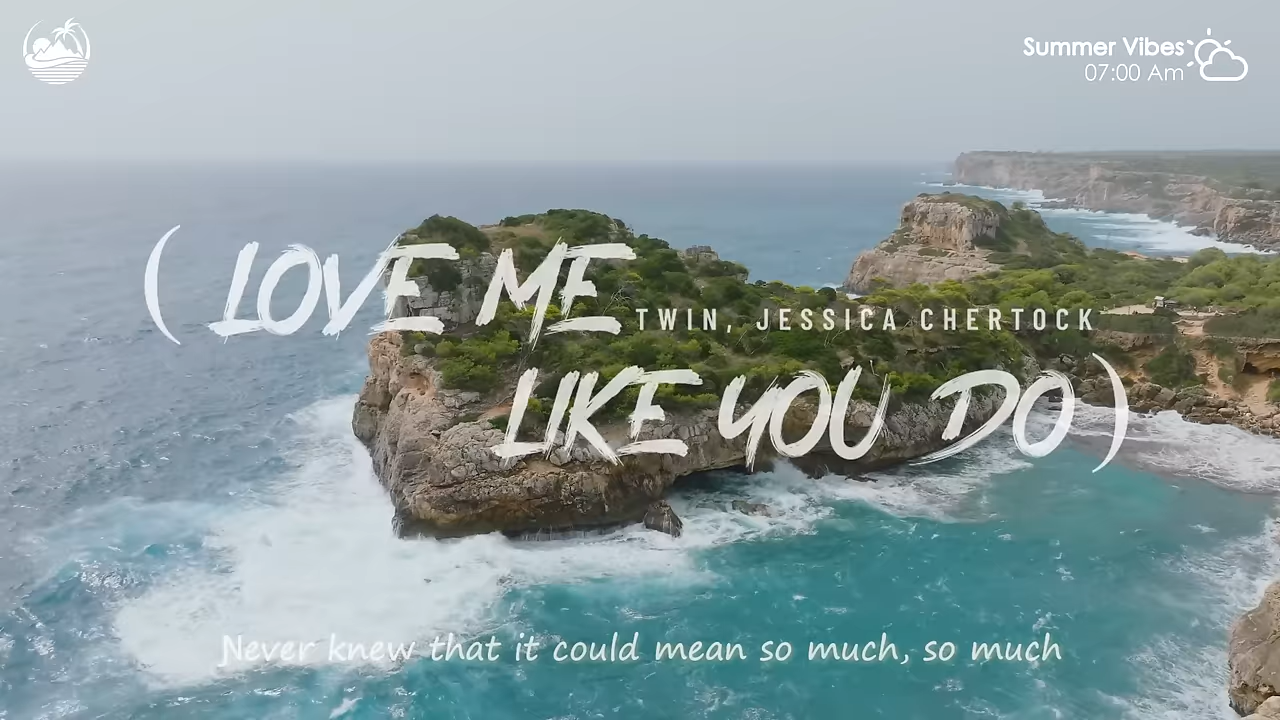 Summer Vibes
07:00 Am
( LOVE ME
TWIN, JESSICA CHERTOCK
LIKE YOU DO )
Never knew that it could mean so much, so much